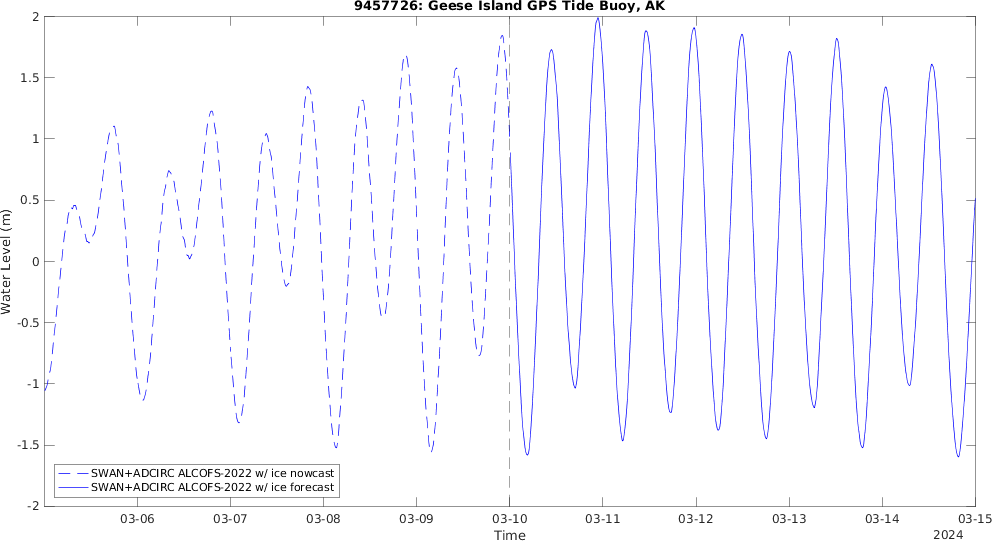 9457726: Geese Island GPS Tide Buoy, AK
Water Level (m)
2
1.5
1
0.5
0
-0.5
-1
-1.5
-2
SWAN+ADCIRC ALCOFS-2022 w/ ice nowcast
SWAN+ADCIRC ALCOFS-2022 w/ ice forecast
03-06 03-07 03-08 03-09 03-10 03-11 03-12 03-13 03-14 03-15
Time
2024